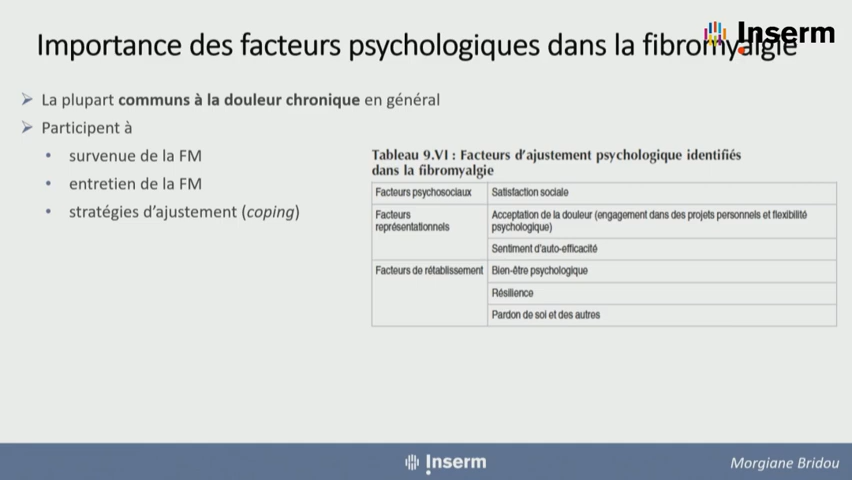 Importance des facteurs psychologiques dans la fibromyalgie
Inserm
La plupart communs à la douleur chronique en général
Participent à
survenue de la FM
entretien de la FM
stratégies d'ajustement (coping)
Tableau 9.VI : Facteurs d'ajustement psychologique identifiés
dans la fibromyalgie
Facteurs psychosociaux
Satisfaction sociale
Facteurs
représentationnels
Acceptation de la douleur (engagement dans des projets personnels et flexibilité
psychologique)
Sentiment d'auto-efficacité
Facteurs de rétablissement
Bien-être psychologique
Résilience
Pardon de soi et des autres
Inserm
Morgiane Bridou